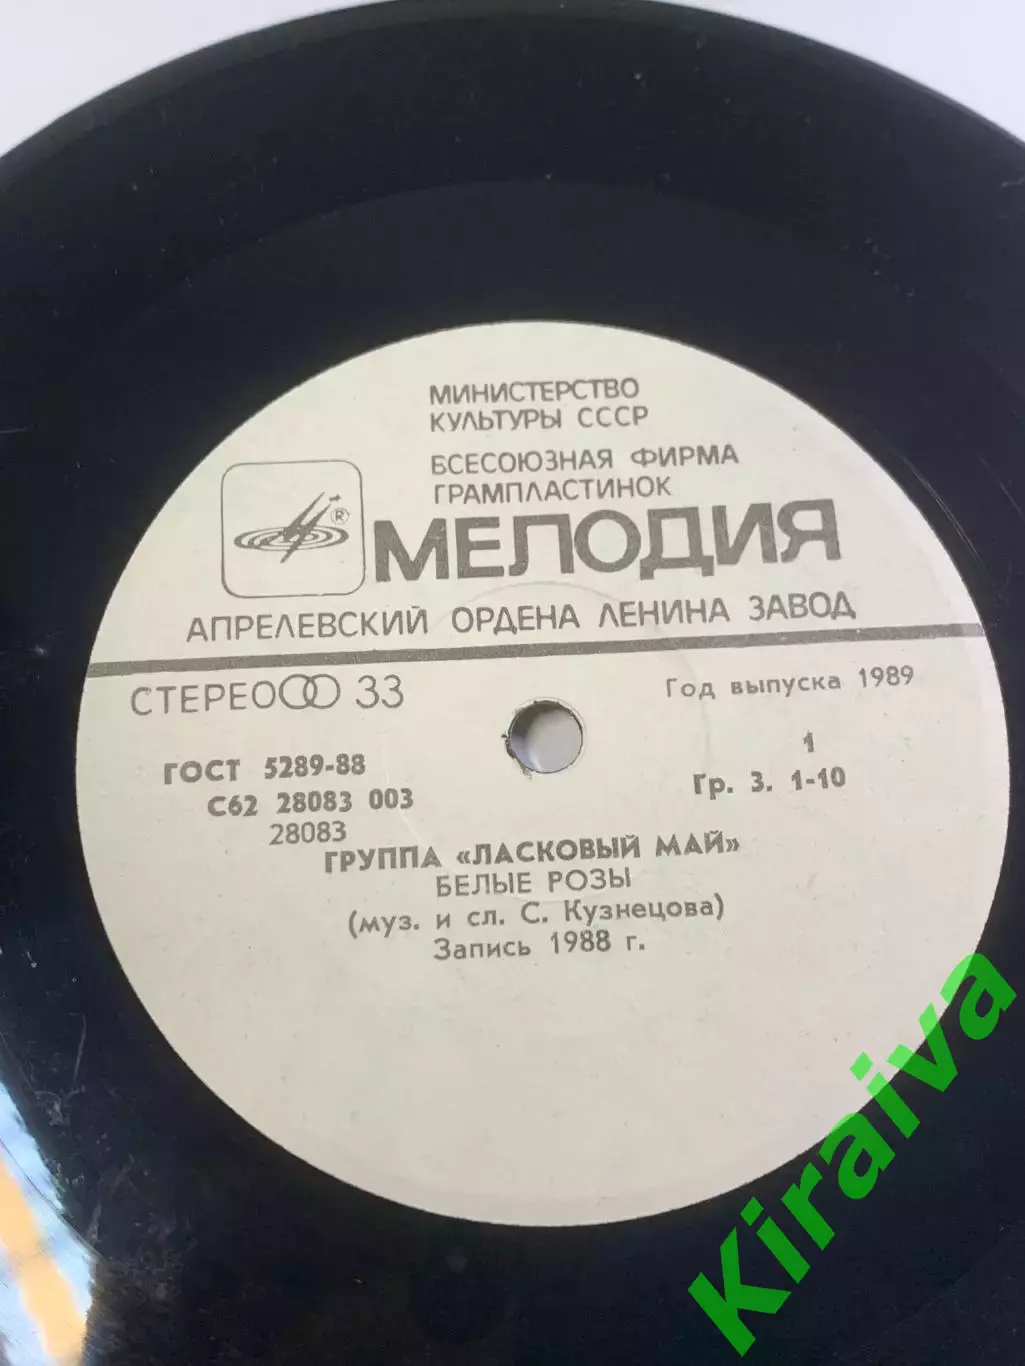 МИНИСТЕРСТВО
КУЛЬТУРЫ СССР
ВСЕСОЮЗНАЯ ФИРМА
ГРАМПЛАСТИНОК
®
МЕЛОДИЯ
АПРЕЛЕВСКИЙ ОРДЕНА ЛЕНИНА ЗАВОД
СТЕРЕО 33
Год выпуска 1989
ГОСТ 5289-88
1
С62 28083 003
Гр. 3. 1-10
28083
ГРУППА «ЛАСКОВЫЙ МАЙ»
БЕЛЫЕ РОЗЫ
(муз. и сл. С. Кузнецова)
Запись 1988 г.
Kiraiva